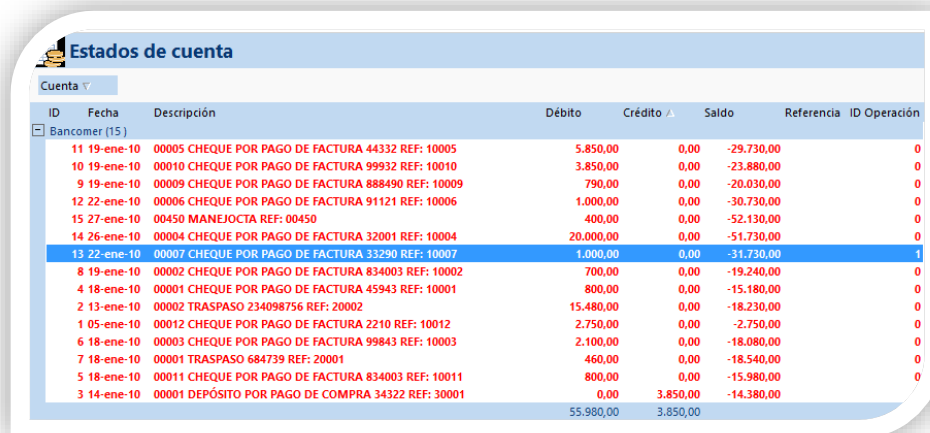 Estados de cuenta
Cuenta
ID Fecha Descripción Débito Crédito Saldo Referencia ID Operación
Bancomer (15 )
11 19-ene-10 00005 CHEQUE POR PAGO DE FACTURA 44332 REF: 10005 5.850,00 0,00 -29.730,00 0
10 19-ene-10 00010 CHEQUE POR PAGO DE FACTURA 99932 REF: 10010 3.850,00 0,00 -23.880,00 0
9 19-ene-10 00009 CHEQUE POR PAGO DE FACTURA 888490 REF: 10009 790,00 0,00 -20.030,00 0
12 22-ene-10 00006 CHEQUE POR PAGO DE FACTURA 91121 REF: 10006 1.000,00 0,00 -30.730,00 0
15 27-ene-10 00450 MANEJOCTA REF: 00450 400,00 0,00 -52.130,00 0
14 26-ene-10 00004 CHEQUE POR PAGO DE FACTURA 32001 REF: 10004 20.000,00 0,00 -51.730,00 0
13 22-ene-10 00007 CHEQUE POR PAGO DE FACTURA 33290 REF: 10007 1.000,00 0,00 -31.730,00 1
8 19-ene-10 00002 CHEQUE POR PAGO DE FACTURA 834003 REF: 10002 700,00 0,00 -19.240,00 0
4 18-ene-10 00001 CHEQUE POR PAGO DE FACTURA 45943 REF: 10001 800,00 0,00 -15.180,00 0
2 13-ene-10 00002 TRASPASO 234098756 REF: 20002 15.480,00 0,00 -18.230,00 0
1 05-ene-10 00012 CHEQUE POR PAGO DE FACTURA 2210 REF: 10012 2.750,00 0,00 -2.750,00 0
6 18-ene-10 00003 CHEQUE POR PAGO DE FACTURA 99843 REF: 10003 2.100,00 0,00 -18.080,00 0
7 18-ene-10 00001 TRASPASO 684739 REF: 20001 460,00 0,00 -18.540,00 0
5 18-ene-10 00011 CHEQUE POR PAGO DE FACTURA 834003 REF: 10011 800,00 0,00 -15.980,00 0
3 14-ene-10 00001 DEPÓSITO POR PAGO DE COMPRA 34322 REF: 30001 0,00 3.850,00 -14.380,00
55.980,00 3.850,00